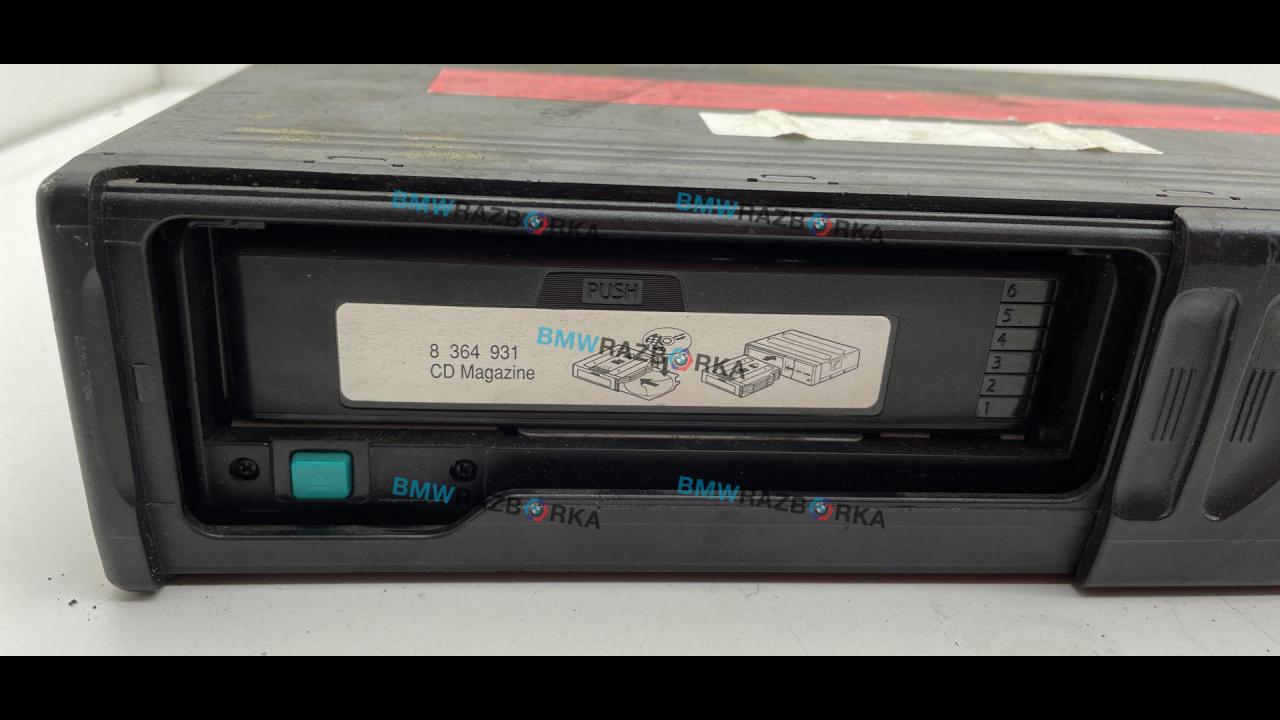 BMWRAZBORKA
BMWRAZBORKA
PUSH
6
5
4
3
2
1
8 364 931
CD Magazine
BMWRAZBORKA
BMWRAZBORKA
BMWRAZBORKA